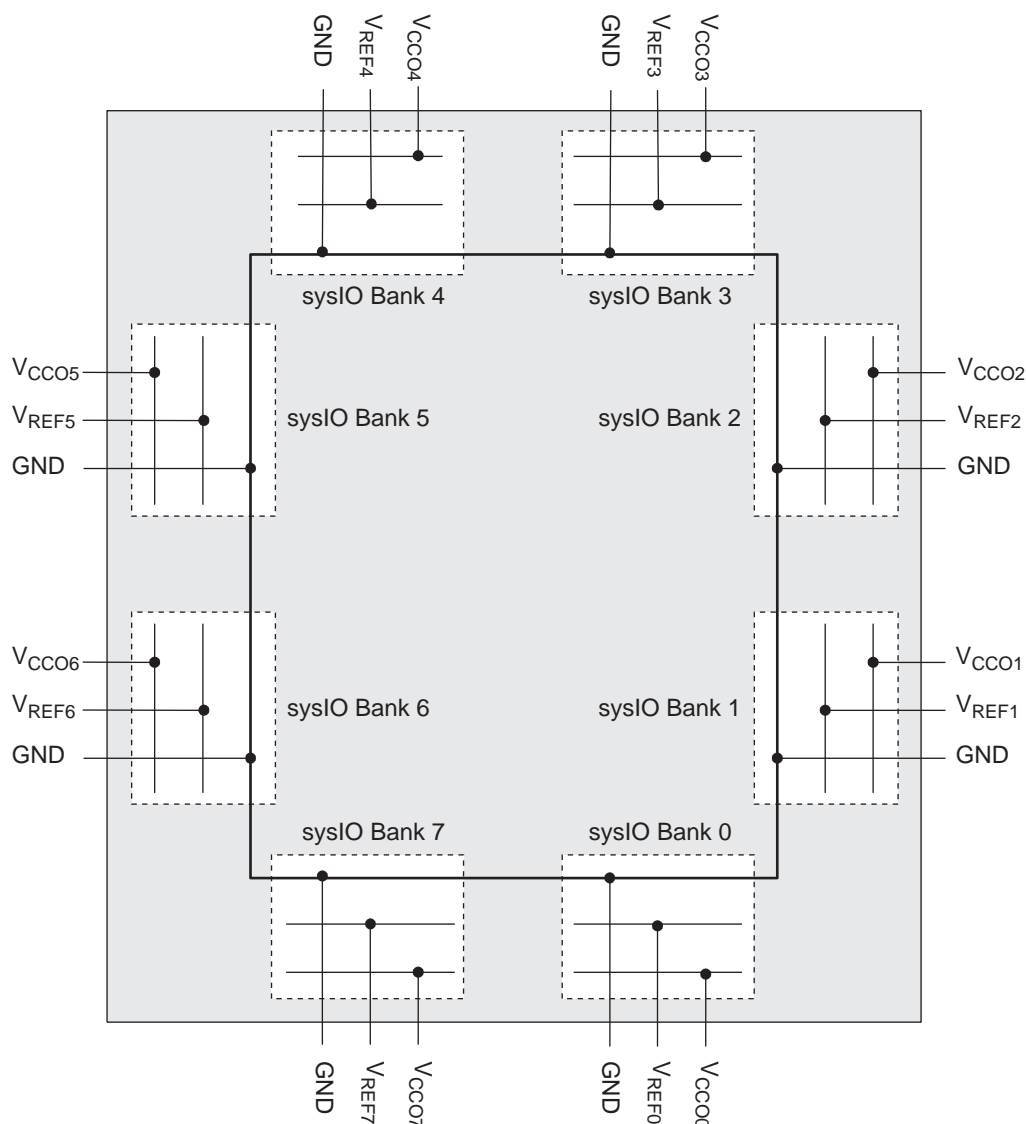 GND
VREF4
VCCO4
GND
VREF3
VCCO3
sysIO Bank 4
sysIO Bank 3
VCCO5
VREF5
GND
sysIO Bank 5
sysIO Bank 2
VCCO2
VREF2
GND
VCCO6
VREF6
GND
sysIO Bank 6
sysIO Bank 1
VCCO1
VREF1
GND
sysIO Bank 7
sysIO Bank 0
GND
VREF7
VCCO7
GND
VREF0
VCCO0